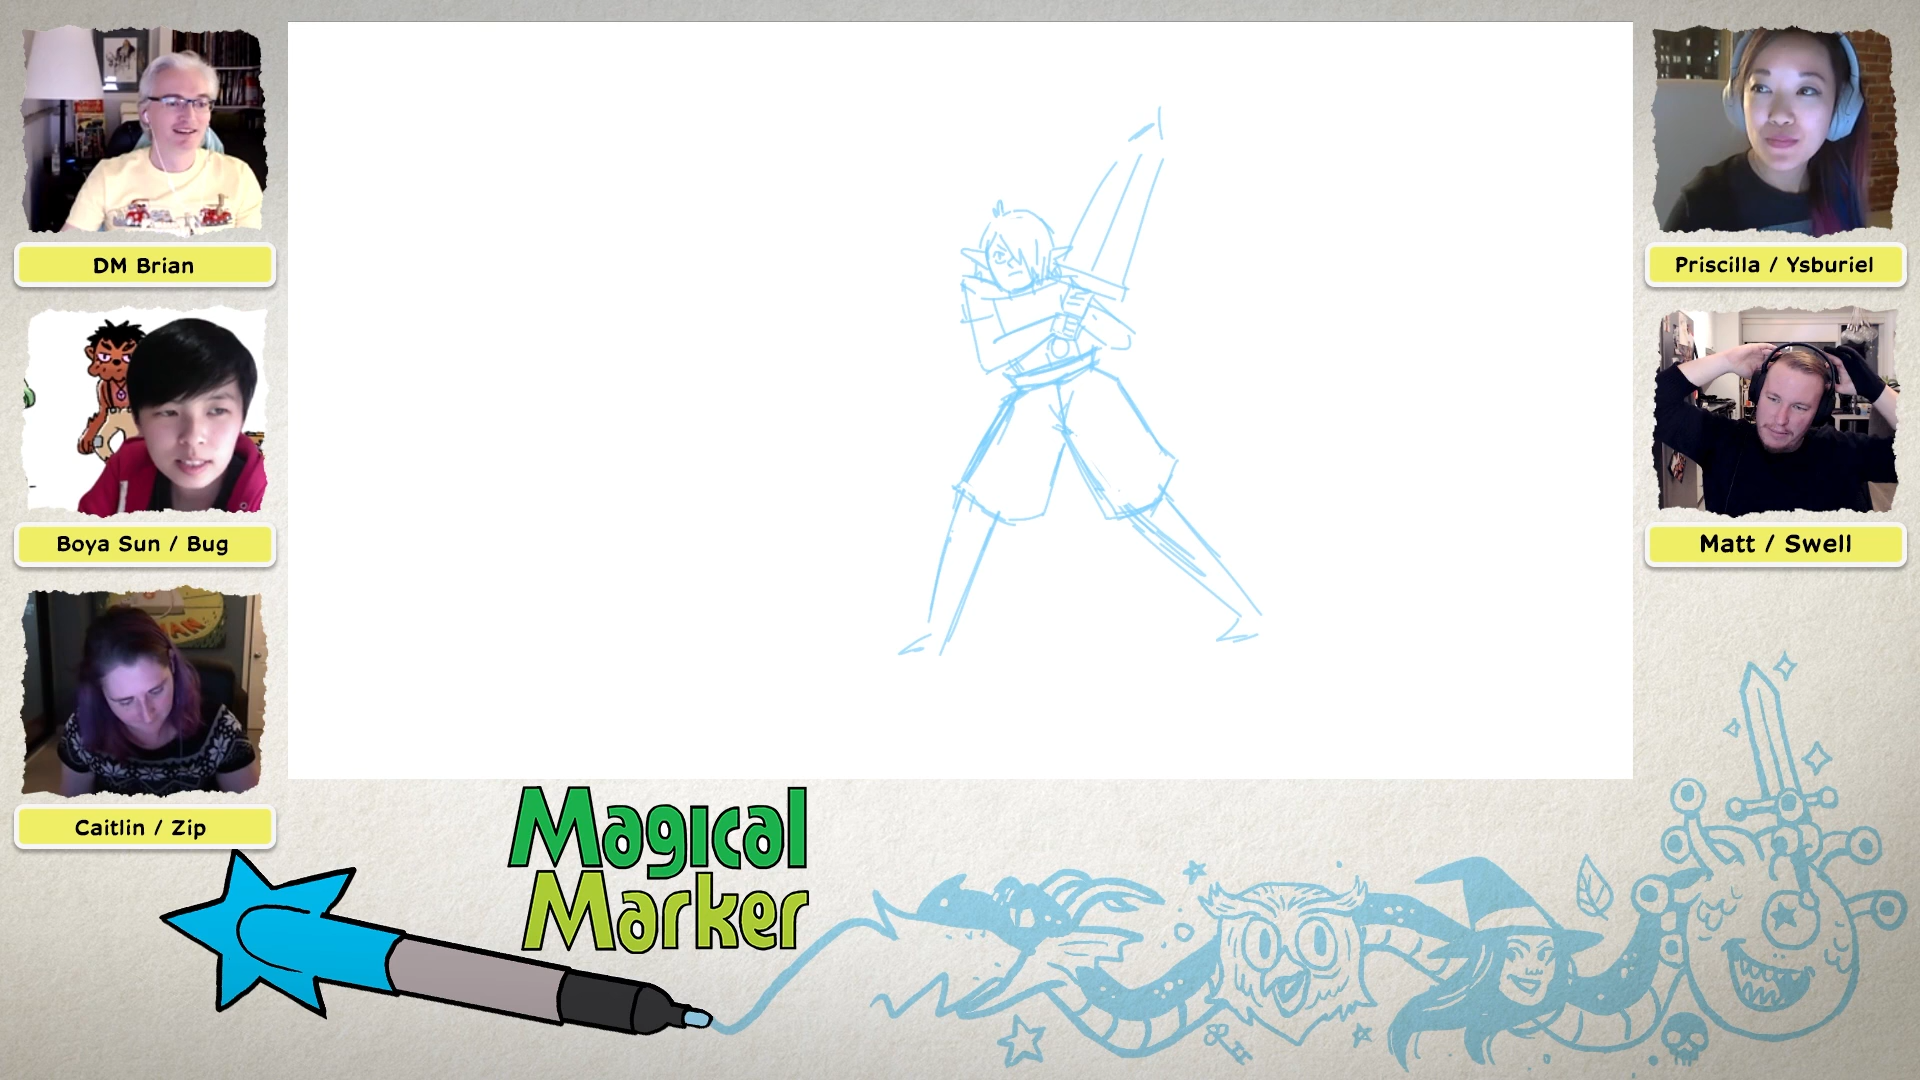 DM Brian
Boya Sun / Bug
Caitlin / Zip
Priscilla / Ysburiel
Matt / Swell
Magical
Marker